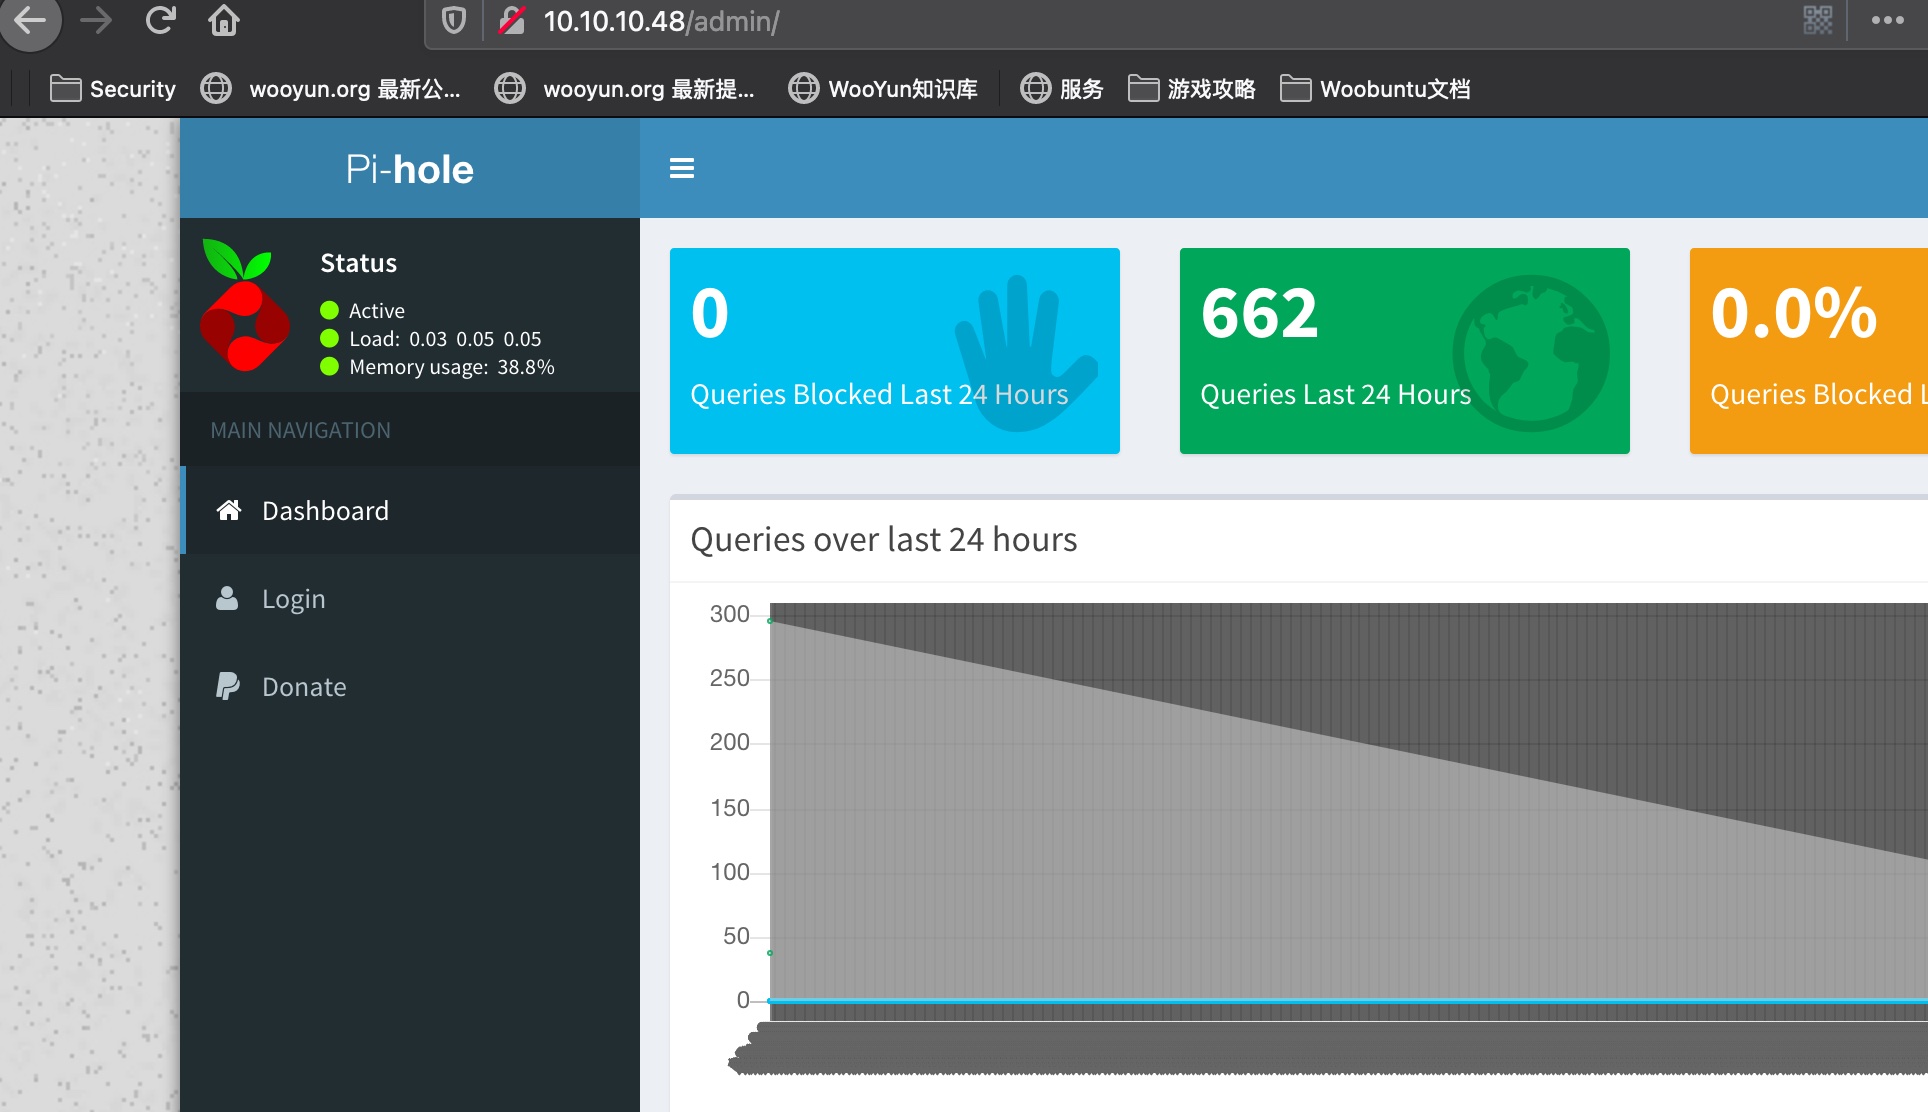 10.10.10.48/admin/
Security wooyun.org 最新公... wooyun.org 最新提... WooYun知识库 服务 游戏攻略 Woobuntu文档
Pi-hole
Status
Active
Load: 0.03 0.05 0.05
Memory usage: 38.8%
MAIN NAVIGATION
Dashboard
Login
Donate
0
Queries Blocked Last 24 Hours
662
Queries Last 24 Hours
0.0%
Queries Blocked L
Queries over last 24 hours
300
250
200
150
100
50
0